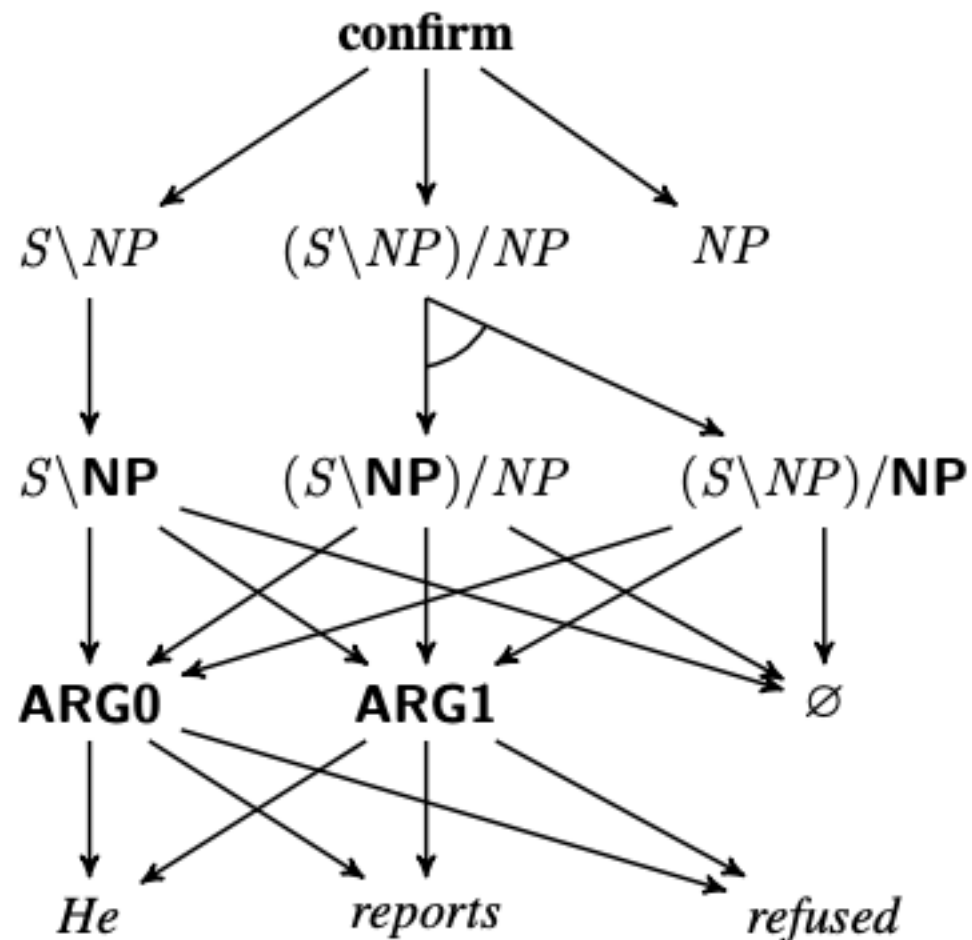 confirm
S\NP (S\NP)/NP NP
S\NP (S\NP)/NP (S\NP)/NP
ARG0 ARG1 ∅
He reports refused